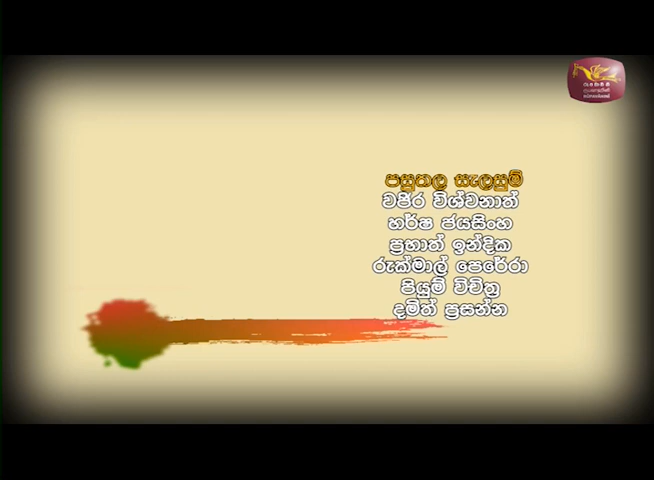 පසුතල සැලසුම්
වජිර විශ්වනාත්
හර්ෂ ජයසිංහ
ප්‍රභාත් ඉන්දික
රුක්මාල් පෙරේරා
පියුම් විචිත්‍ර
දමිත් ප්‍රසන්න